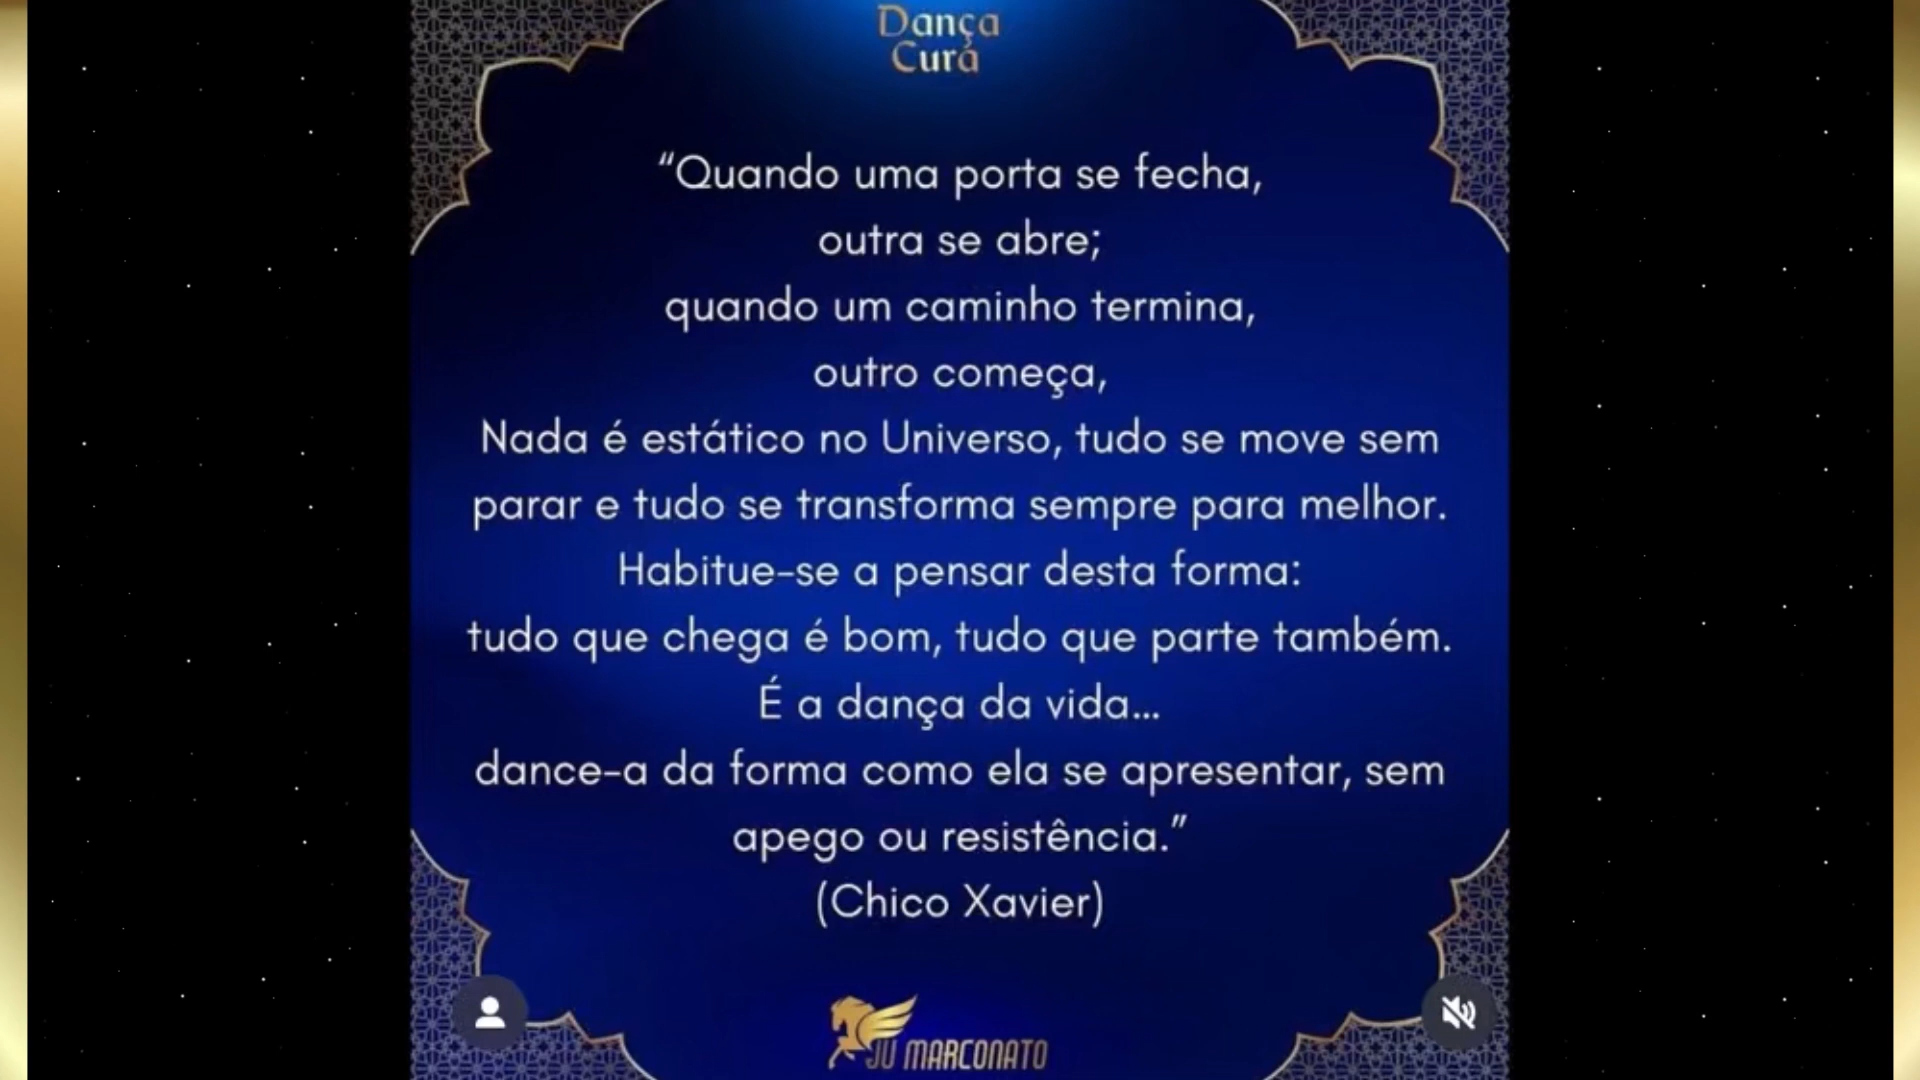 Dança
Cura
“Quando uma porta se fecha,
outra se abre;
quando um caminho termina,
outro começa,
Nada é estático no Universo, tudo se move sem
parar e tudo se transforma sempre para melhor.
Habitue-se a pensar desta forma:
tudo que chega é bom, tudo que parte também.
É a dança da vida...
dance-a da forma como ela se apresentar, sem
apego ou resistência.”
(Chico Xavier)
JU MARCONATO